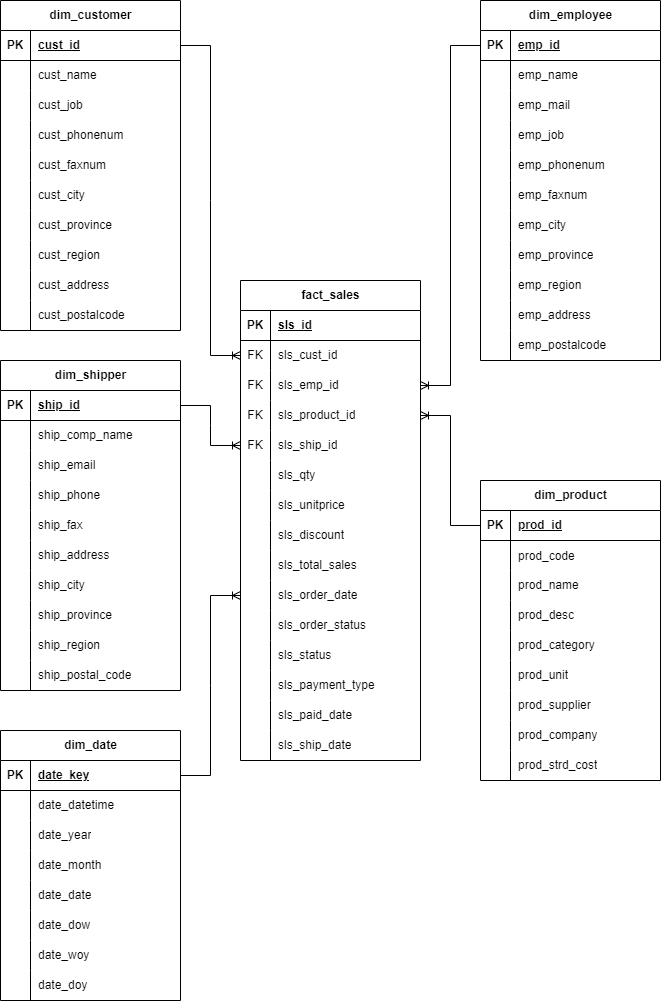 dim_customer
PK cust_id
cust_name
cust_job
cust_phonenum
cust_faxnum
cust_city
cust_province
cust_region
cust_address
cust_postalcode
dim_employee
PK emp_id
emp_name
emp_mail
emp_job
emp_phonenum
emp_faxnum
emp_city
emp_province
emp_region
emp_address
emp_postalcode
fact_sales
PK sls_id
FK sls_cust_id
FK sls_emp_id
FK sls_product_id
FK sls_ship_id
sls_qty
sls_unitprice
sls_discount
sls_total_sales
sls_order_date
sls_order_status
sls_status
sls_payment_type
sls_paid_date
sls_ship_date
dim_shipper
PK ship_id
ship_comp_name
ship_email
ship_phone
ship_fax
ship_address
ship_city
ship_province
ship_region
ship_postal_code
dim_product
PK prod_id
prod_code
prod_name
prod_desc
prod_category
prod_unit
prod_supplier
prod_company
prod_strd_cost
dim_date
PK date_key
date_datetime
date_year
date_month
date_date
date_dow
date_woy
date_doy